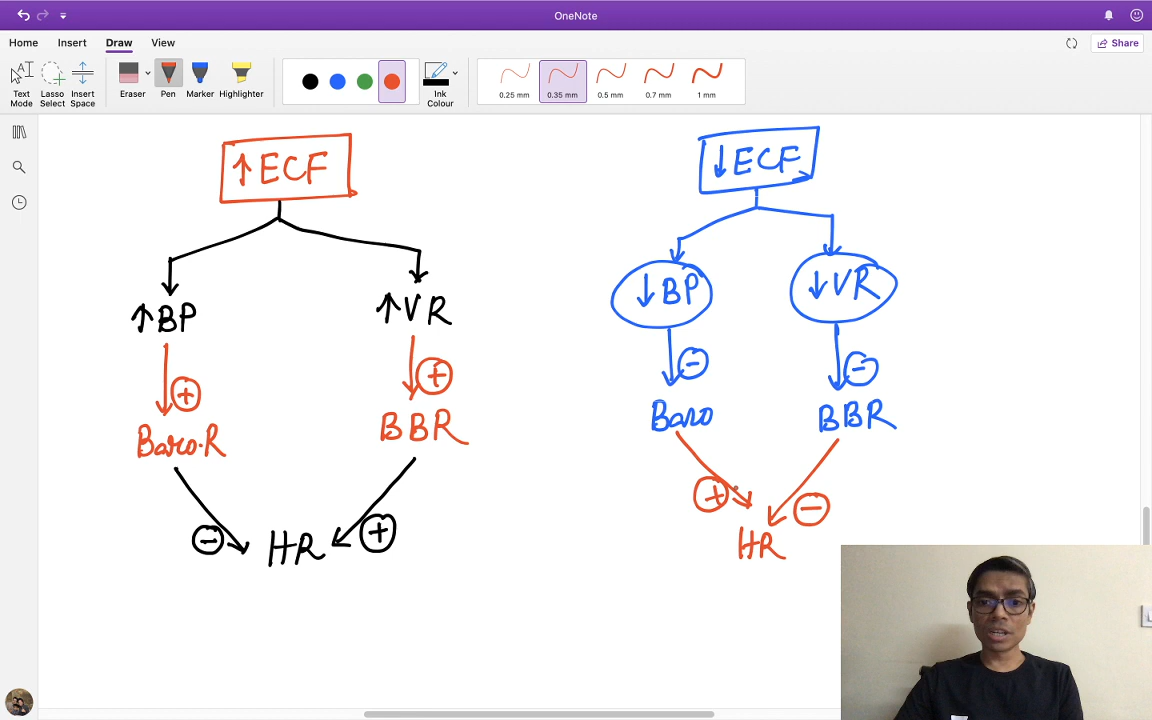 OneNote
Home Insert Draw View
Share
Text Mode
Lasso Select
Insert Space
Eraser
Pen
Marker
Highlighter
Ink Colour
0.25 mm
0.35 mm
0.5 mm
0.7 mm
1 mm
↑ECF
↑BP
↑VR
+
+
Baro.R
BBR
-
+
HR
↓ECF
↓BP
↓VR
-
-
Baro
BBR
+
-
HR